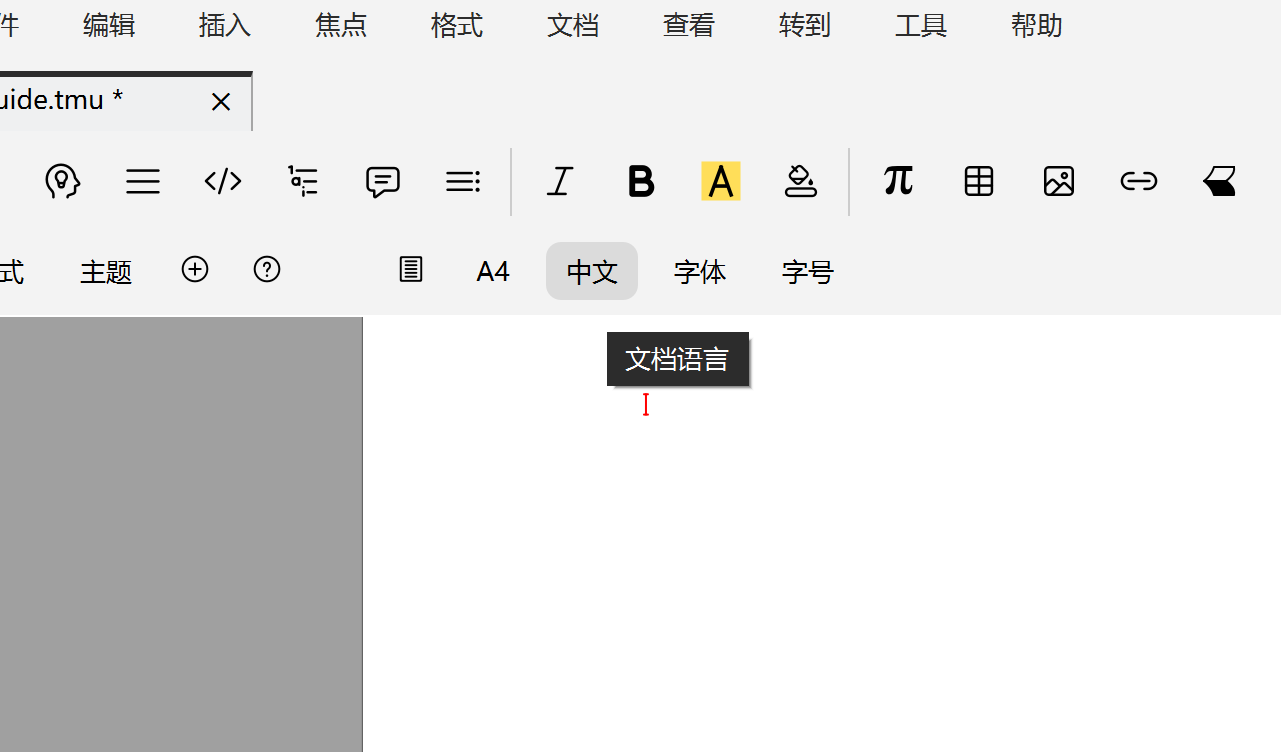 件 编辑 插入 焦点 格式 文档 查看 转到 工具 帮助
uide.tmu *
式 主题 A4 中文 字体 字号
文档语言